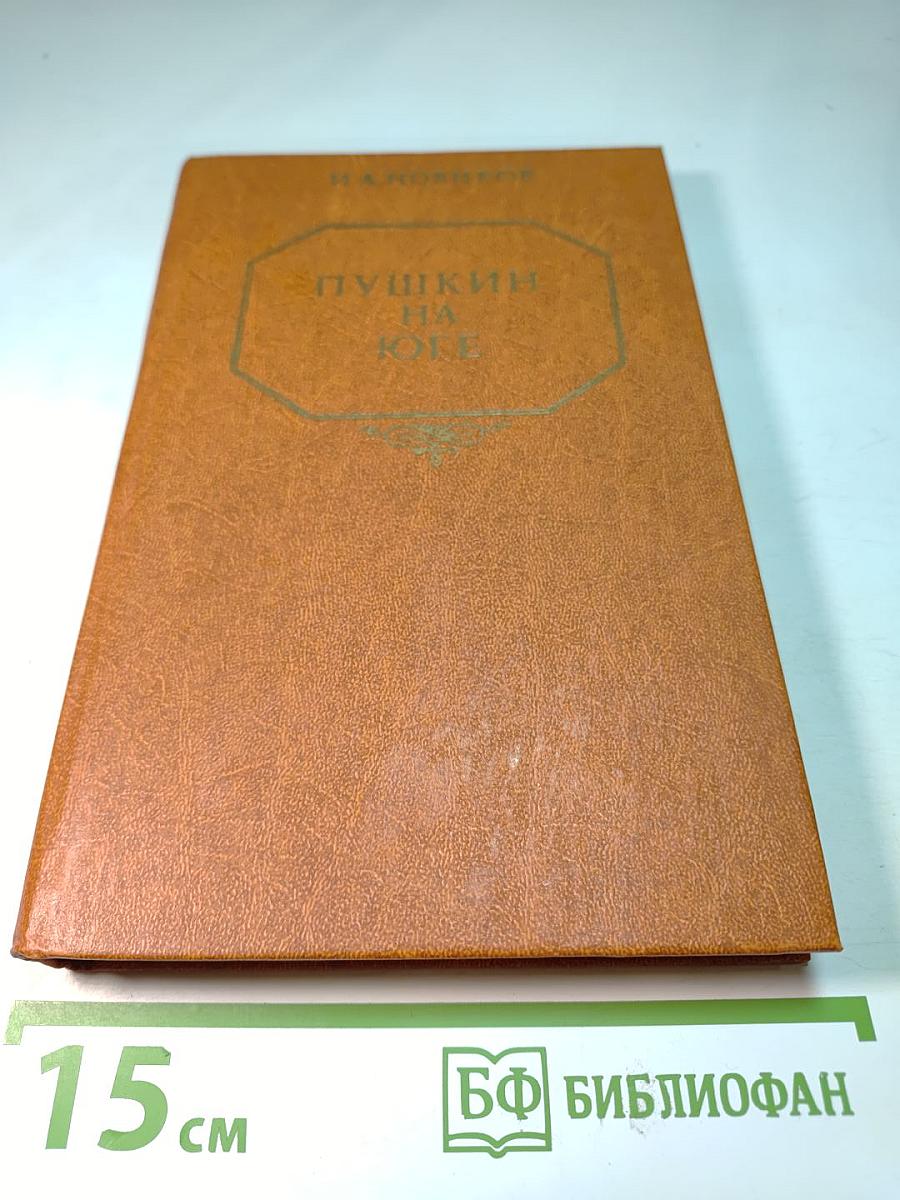 И. А. НОВИКОВ
ПУШКИН
НА
ЮГЕ
15 см
БФ БИБЛИОФАН